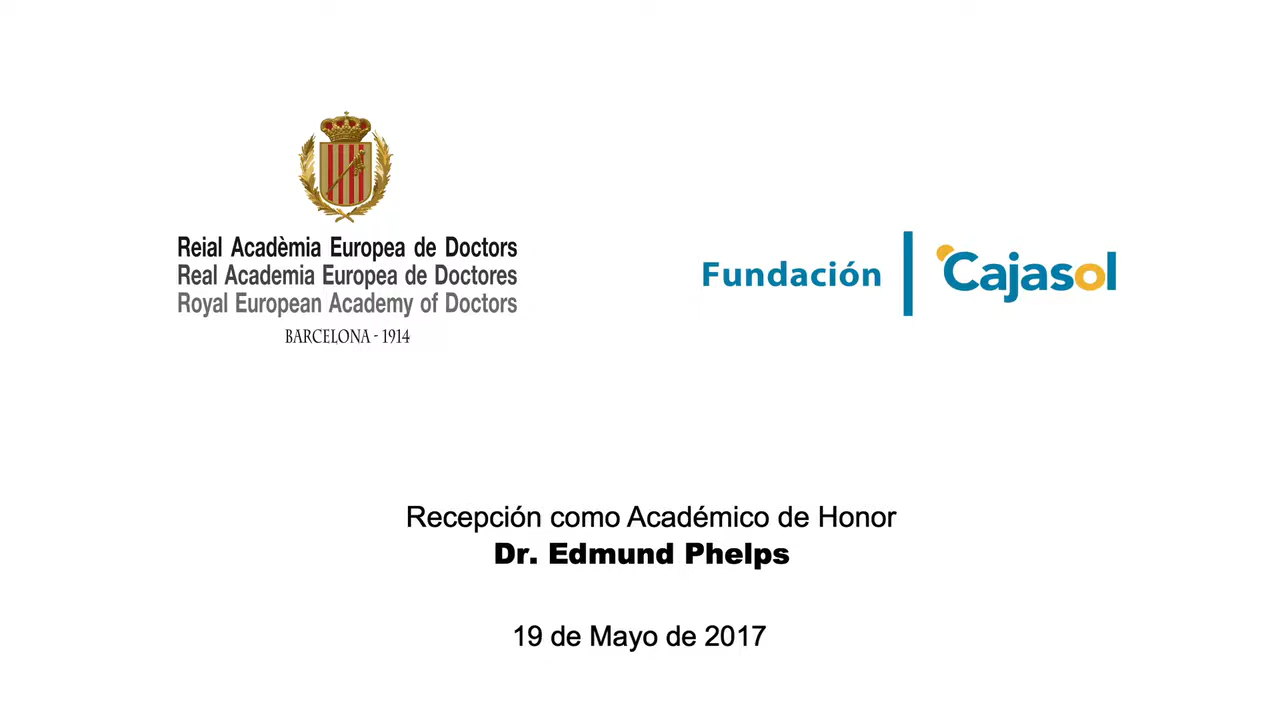 Reial Acadèmia Europea de Doctors
Real Academia Europea de Doctores
Royal European Academy of Doctors
BARCELONA - 1914
Fundación Cajasol
Recepción como Académico de Honor
Dr. Edmund Phelps
19 de Mayo de 2017